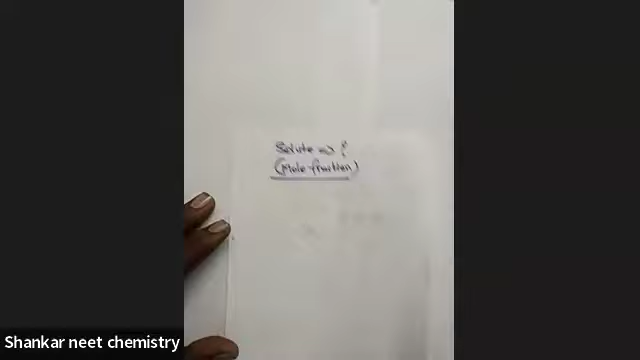 Solute => ?
(Mole fraction)
Shankar neet chemistry